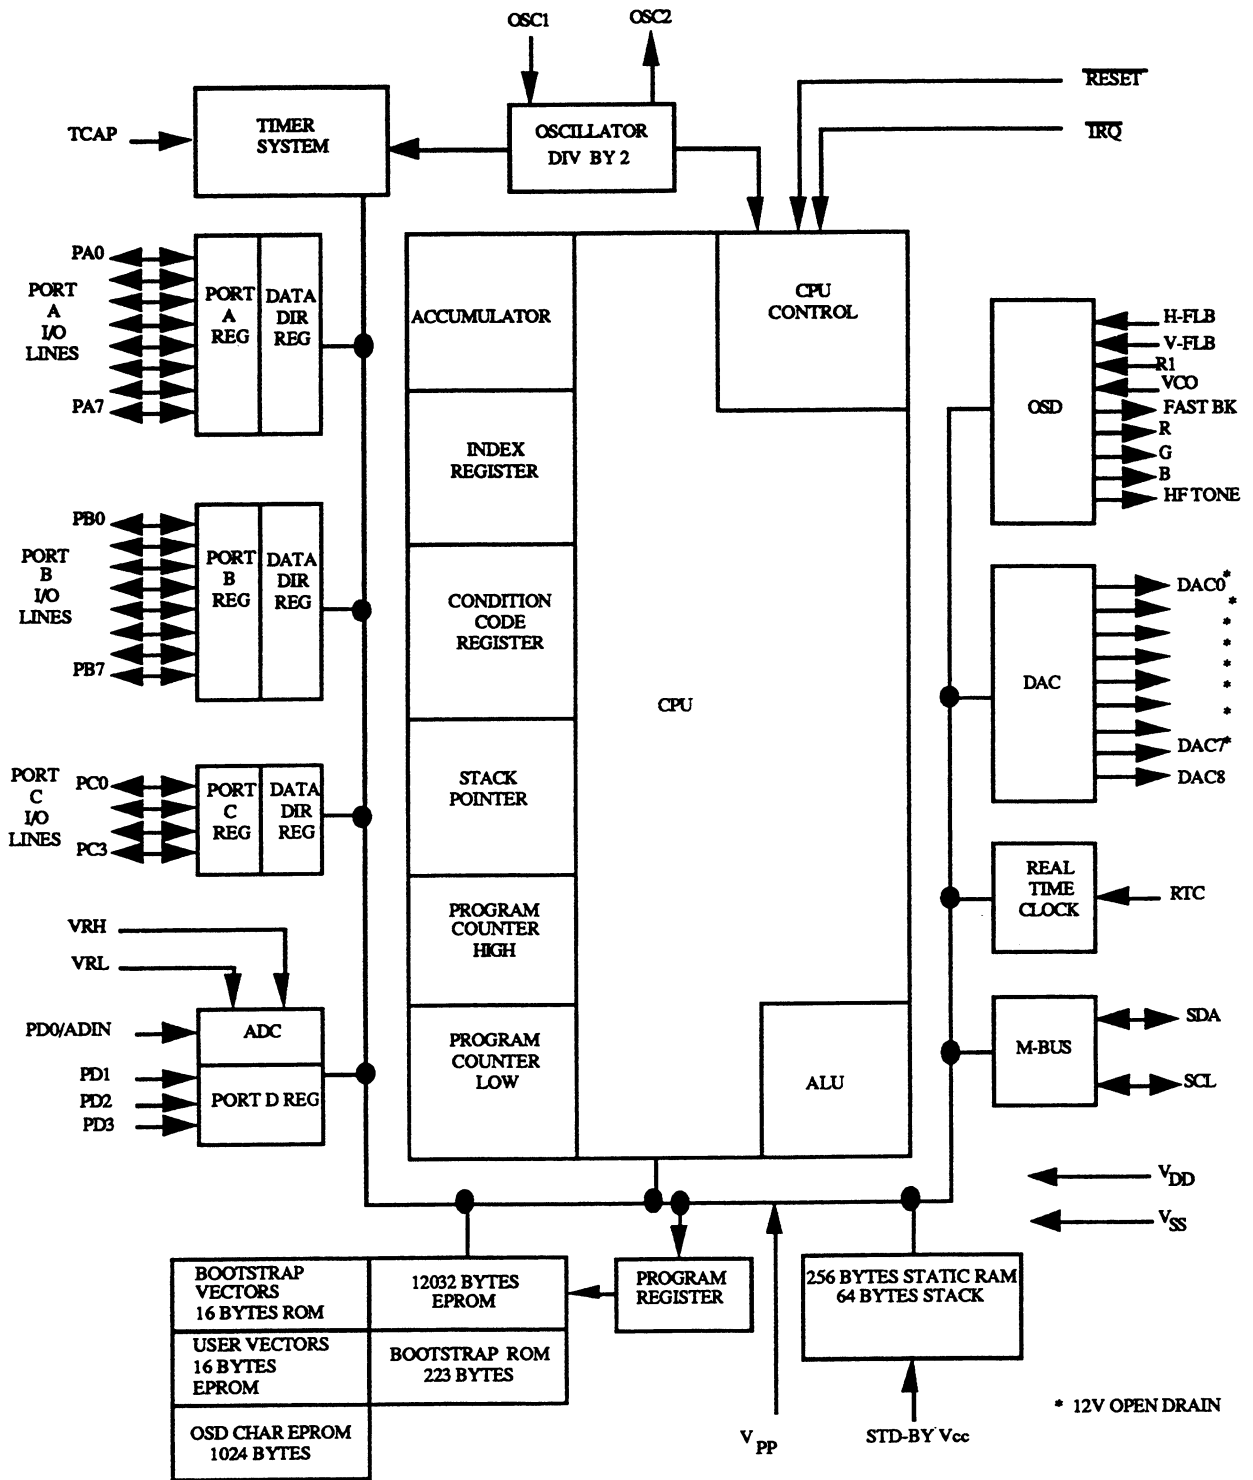 OSC1
OSC2
RESET
TCAP
TIMER
SYSTEM
OSCILLATOR
DIV BY 2
IRQ
PA0
PORT
A
I/O
LINES
PA7
PORT
A
REG
DATA
DIR
REG
ACCUMULATOR
CPU
CONTROL
OSD
H-FLB
V-FLB
R1
VCO
FAST BK
R
G
B
HF TONE
INDEX
REGISTER
PB0
PORT
B
I/O
LINES
PB7
PORT
B
REG
DATA
DIR
REG
CONDITION
CODE
REGISTER
CPU
DAC
DAC0*
*
*
*
*
*
*
DAC7*
DAC8
PORT
C
I/O
LINES
PC0
PC3
PORT
C
REG
DATA
DIR
REG
STACK
POINTER
REAL
TIME
CLOCK
RTC
VRH
VRL
PROGRAM
COUNTER
HIGH
PD0/ADIN
ADC
PD1
PD2
PD3
PORT D REG
PROGRAM
COUNTER
LOW
ALU
M-BUS
SDA
SCL
VDD
VSS
BOOTSTRAP
VECTORS
16 BYTES ROM
12032 BYTES
EPROM
PROGRAM
REGISTER
256 BYTES STATIC RAM
64 BYTES STACK
USER VECTORS
16 BYTES
EPROM
BOOTSTRAP ROM
223 BYTES
OSD CHAR EPROM
1024 BYTES
VPP
STD-BY Vcc
* 12V OPEN DRAIN